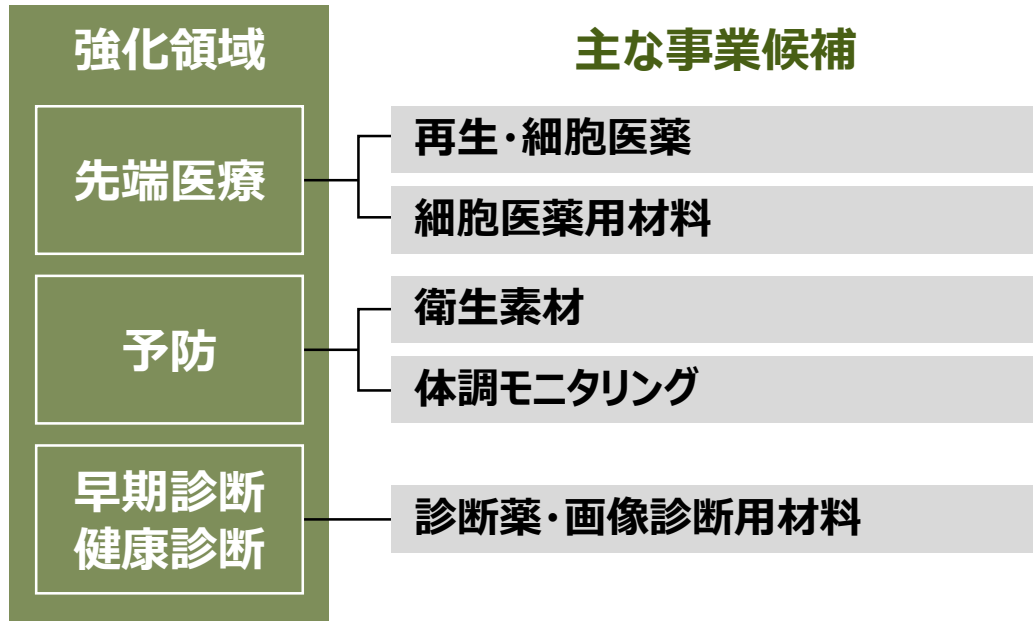 強化領域
主な事業候補
先端医療
再生・細胞医薬
細胞医薬用材料
予防
衛生素材
体調モニタリング
早期診断
健康診断
診断薬・画像診断用材料